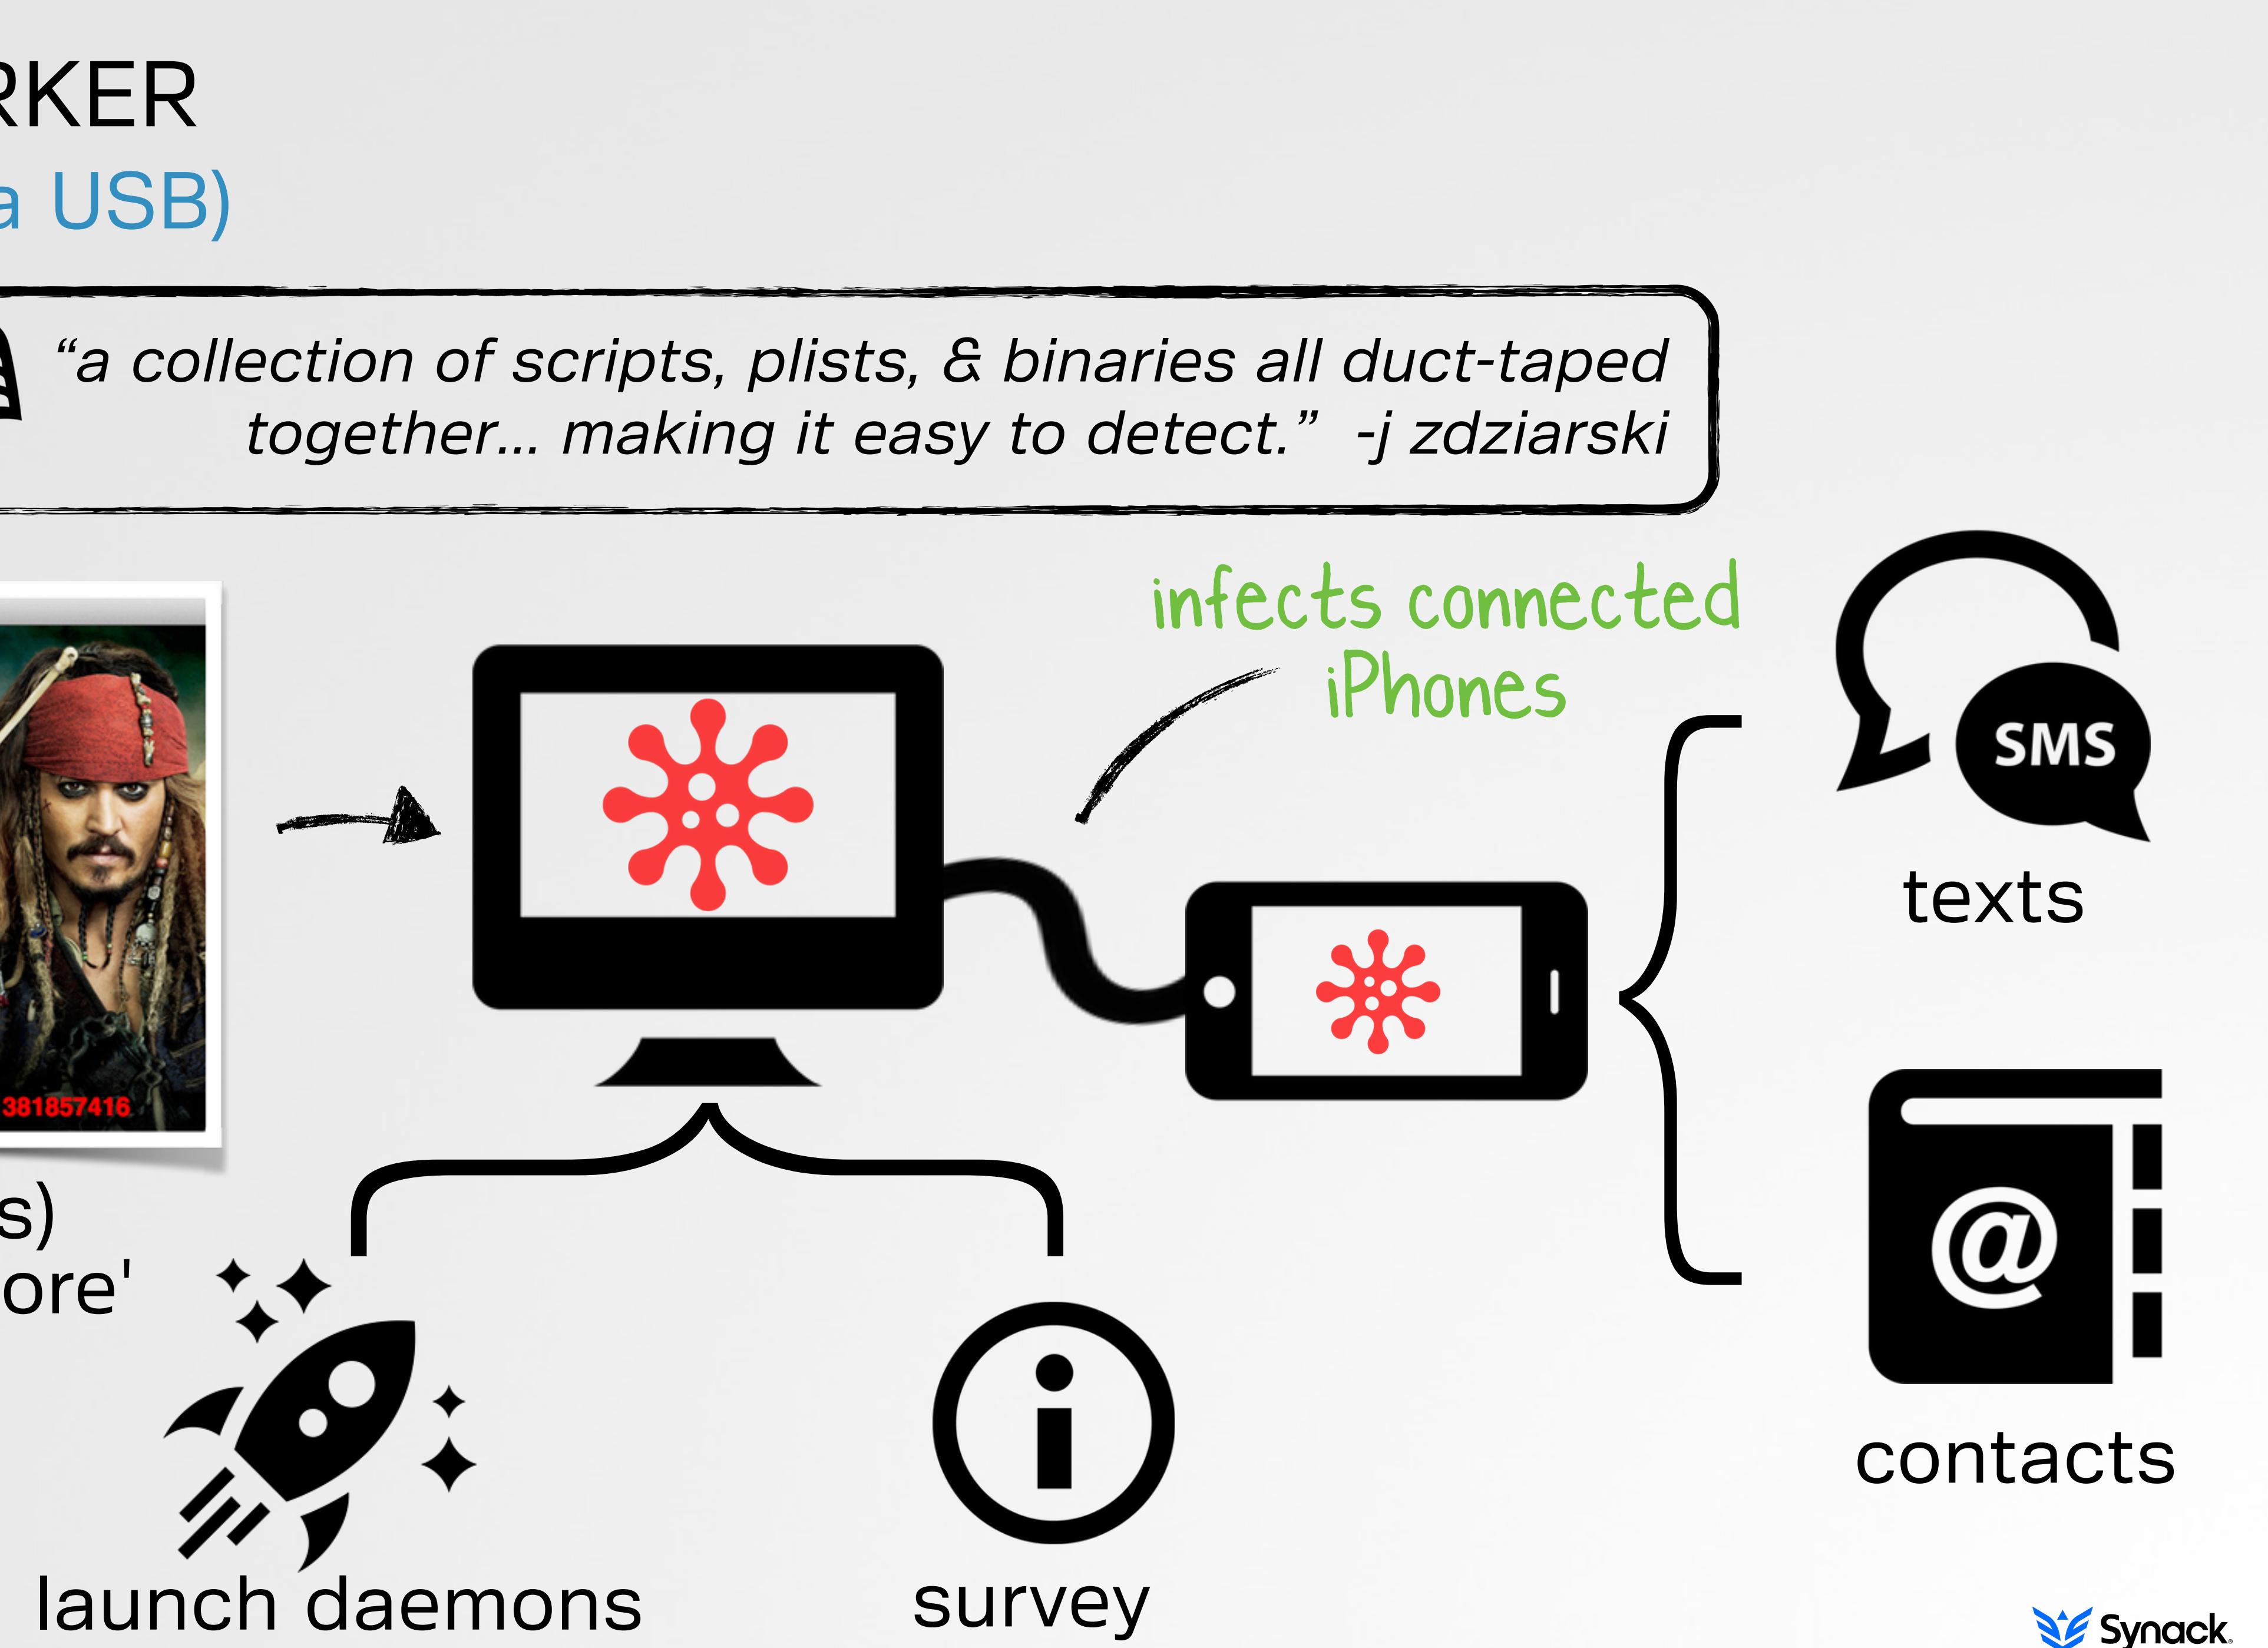 RKER
a USB)
“a collection of scripts, plists, & binaries all duct-taped
together... making it easy to detect.” -j zdziarski
infects connected
iPhones
SMS
texts
381857416
s)
ore'
@
contacts
launch daemons
survey
Synack.